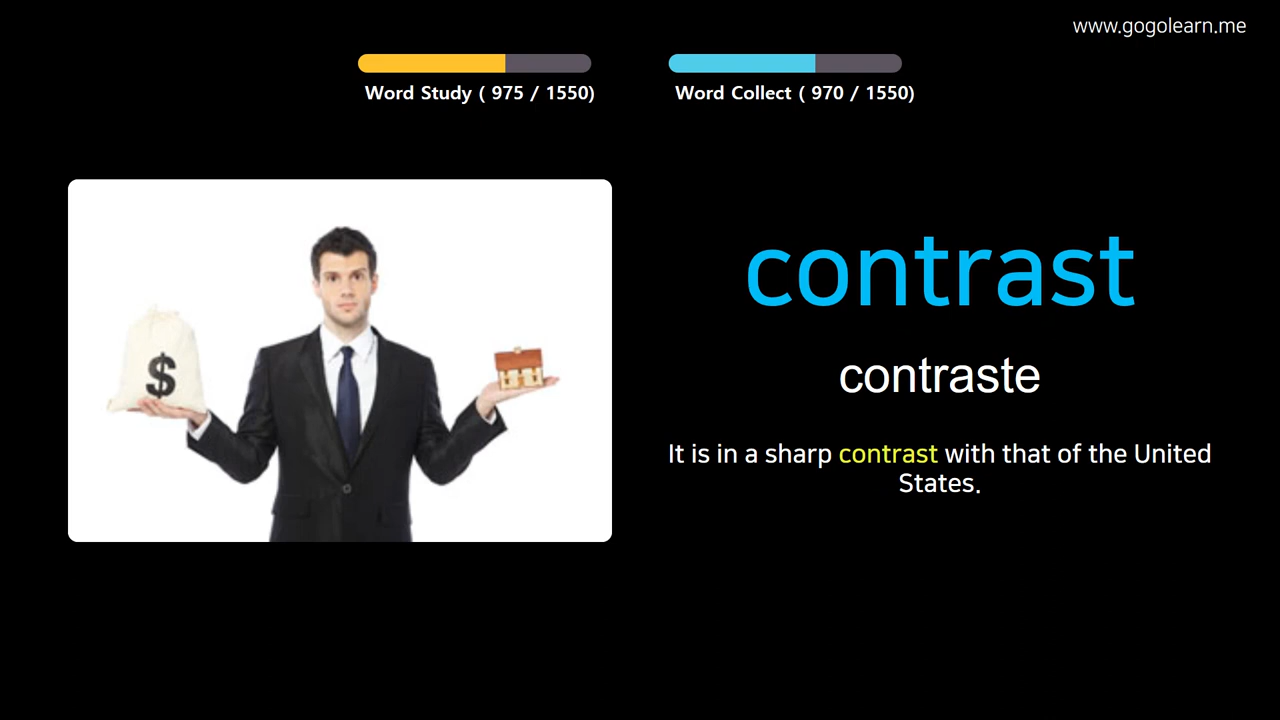 www.gogolearn.me
Word Study ( 975 / 1550)
Word Collect ( 970 / 1550)
$
contrast
contraste
It is in a sharp contrast with that of the United
States.